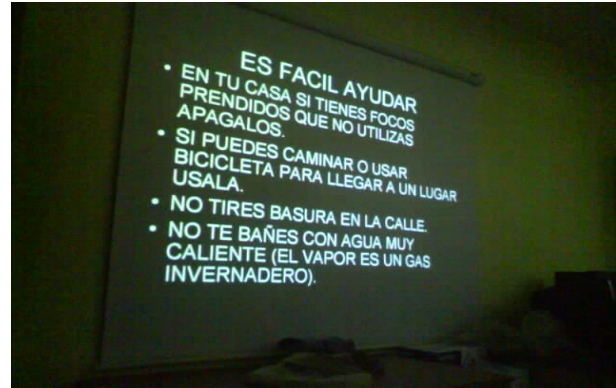 ES FACIL AYUDAR
• EN TU CASA SI TIENES FOCOS
PRENDIDOS QUE NO UTILIZAS
APAGALOS.
• SI PUEDES CAMINAR O USAR
BICICLETA PARA LLEGAR A UN LUGAR
USALA.
• NO TIRES BASURA EN LA CALLE.
• NO TE BAÑES CON AGUA MUY
CALIENTE (EL VAPOR ES UN GAS
INVERNADERO).